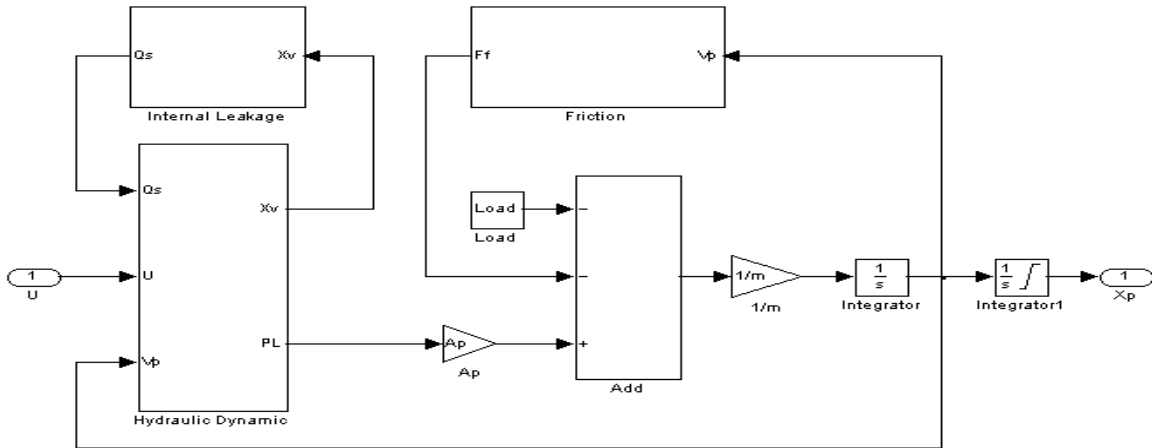 Qs
Xv
Internal Leakage
Ff
Vp
Friction
Qs
Xv
U
Vp
PL
Hydraulic Dynamic
1
U
Load
Load
Ap
Ap
−
−
+
Add
1/m
1/m
1
s
Integrator
1
s
Integrator1
1
Xp